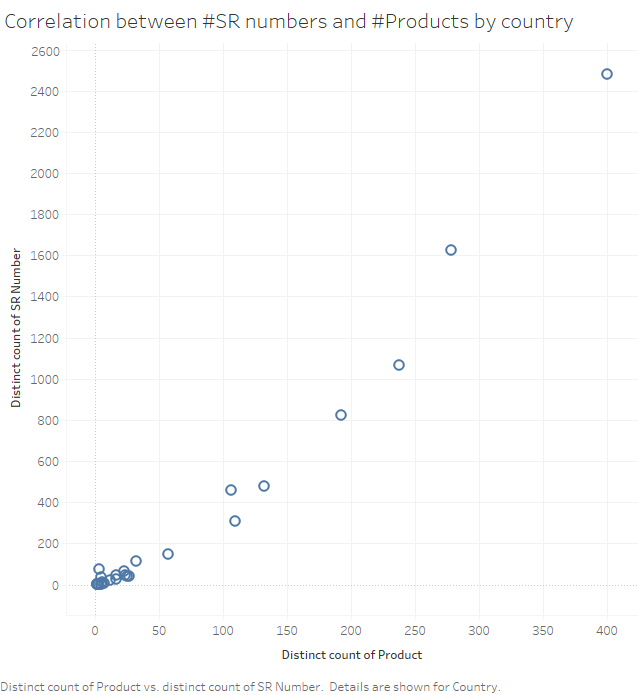 Correlation between #SR numbers and #Products by country
2600
2400
2200
2000
1800
1600
1400
1200
1000
800
600
400
200
0
Distinct count of SR Number
0 50 100 150 200 250 300 350 400
Distinct count of Product
Distinct count of Product vs. distinct count of SR Number. Details are shown for Country.